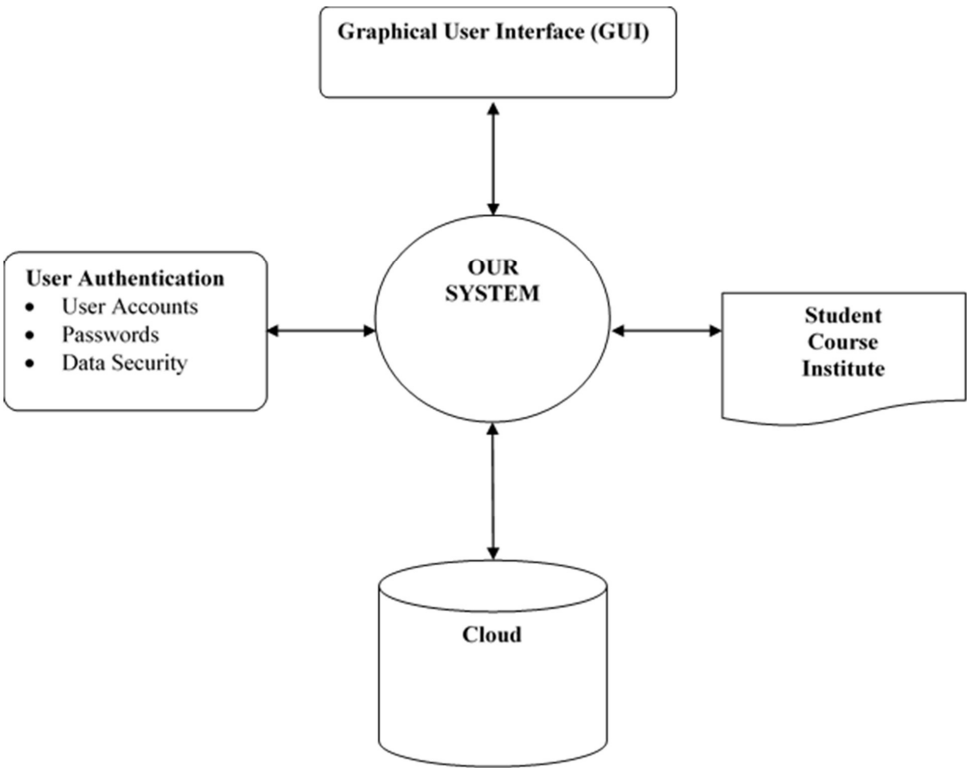 Graphical User Interface (GUI)
OUR
SYSTEM
User Authentication
• User Accounts
• Passwords
• Data Security
Student
Course
Institute
Cloud